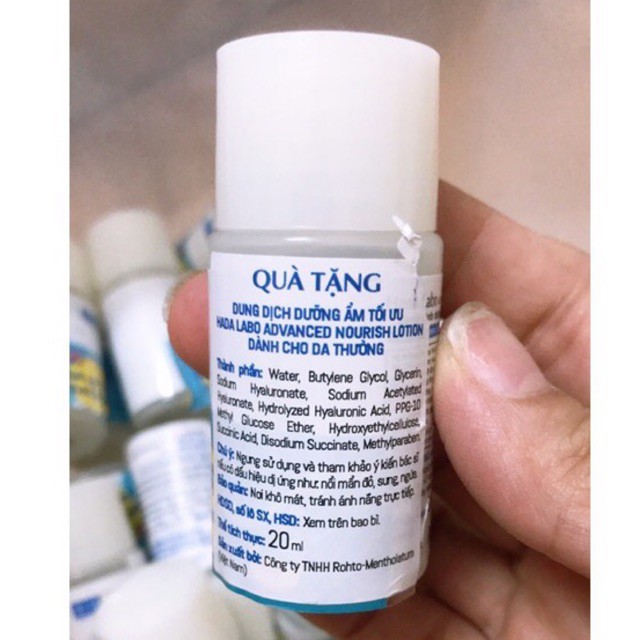 QUÀ TẶNG
DUNG DỊCH DƯỠNG ẨM TỐI ƯU
HADA LABO ADVANCED NOURISH LOTION
DÀNH CHO DA THƯỜNG
Thành phần: Water, Butylene Glycol, Glycerin,
Sodium Hyaluronate, Sodium Acetylated
Hyaluronate, Hydrolyzed Hyaluronic Acid, PPG-10
Methyl Glucose Ether, Hydroxyethylcellulose,
Succinic Acid, Disodium Succinate, Methylparaben.
Chú ý: Ngưng sử dụng và tham khảo ý kiến bác sĩ
nếu có dấu hiệu dị ứng như: nổi mẩn đỏ, sưng, ngứa.
Bảo quản: Nơi khô mát, tránh ánh nắng trực tiếp.
HDSD, số lô SX, HSD: Xem trên bao bì.
Thể tích thực: 20 ml
Sản xuất bởi: Công ty TNHH Rohto-Mentholatum
(Việt Nam)